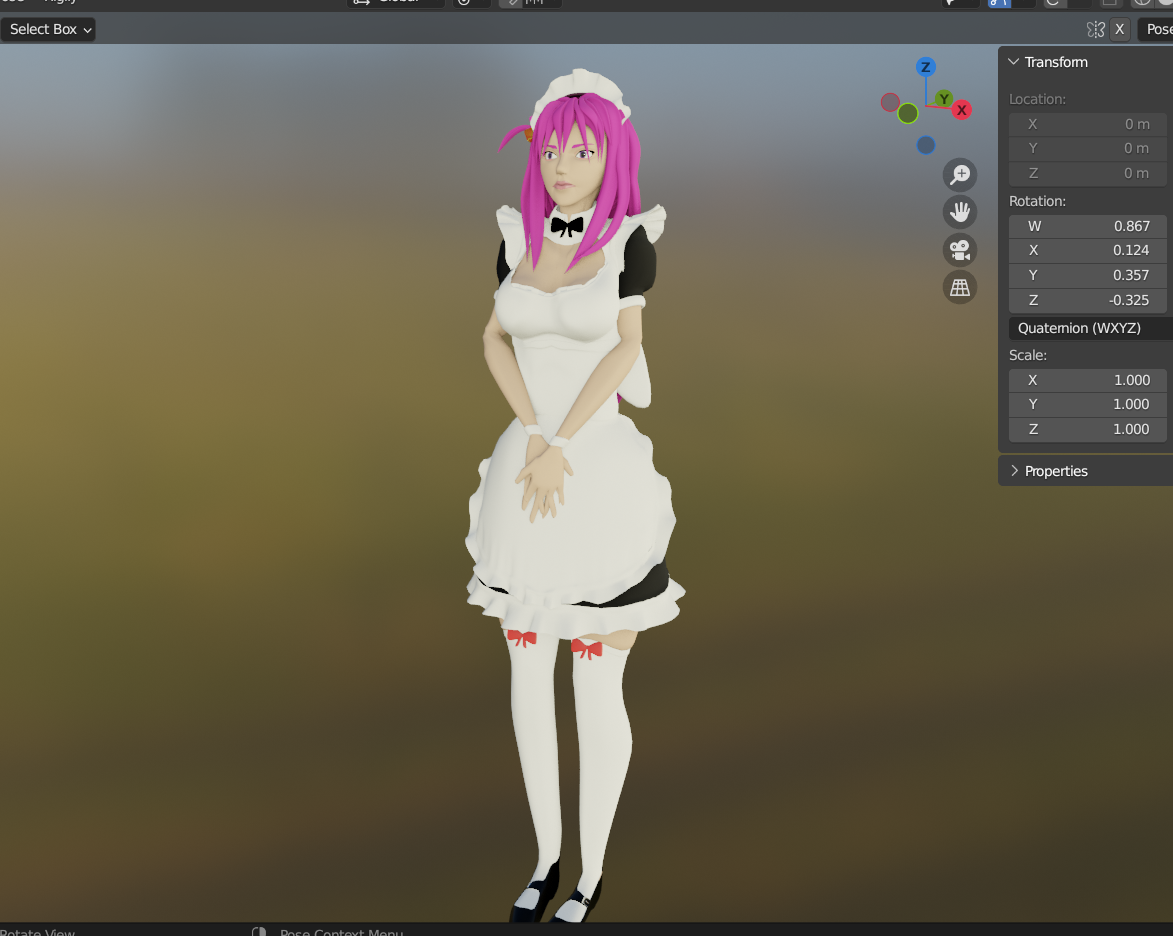 Select Box
X
Pose
Transform
Z
Y
X
Location:
X 0 m
Y 0 m
Z 0 m
Rotation:
W 0.867
X 0.124
Y 0.357
Z -0.325
Quaternion (WXYZ)
Scale:
X 1.000
Y 1.000
Z 1.000
Properties
Rotate View
Pose Context Menu